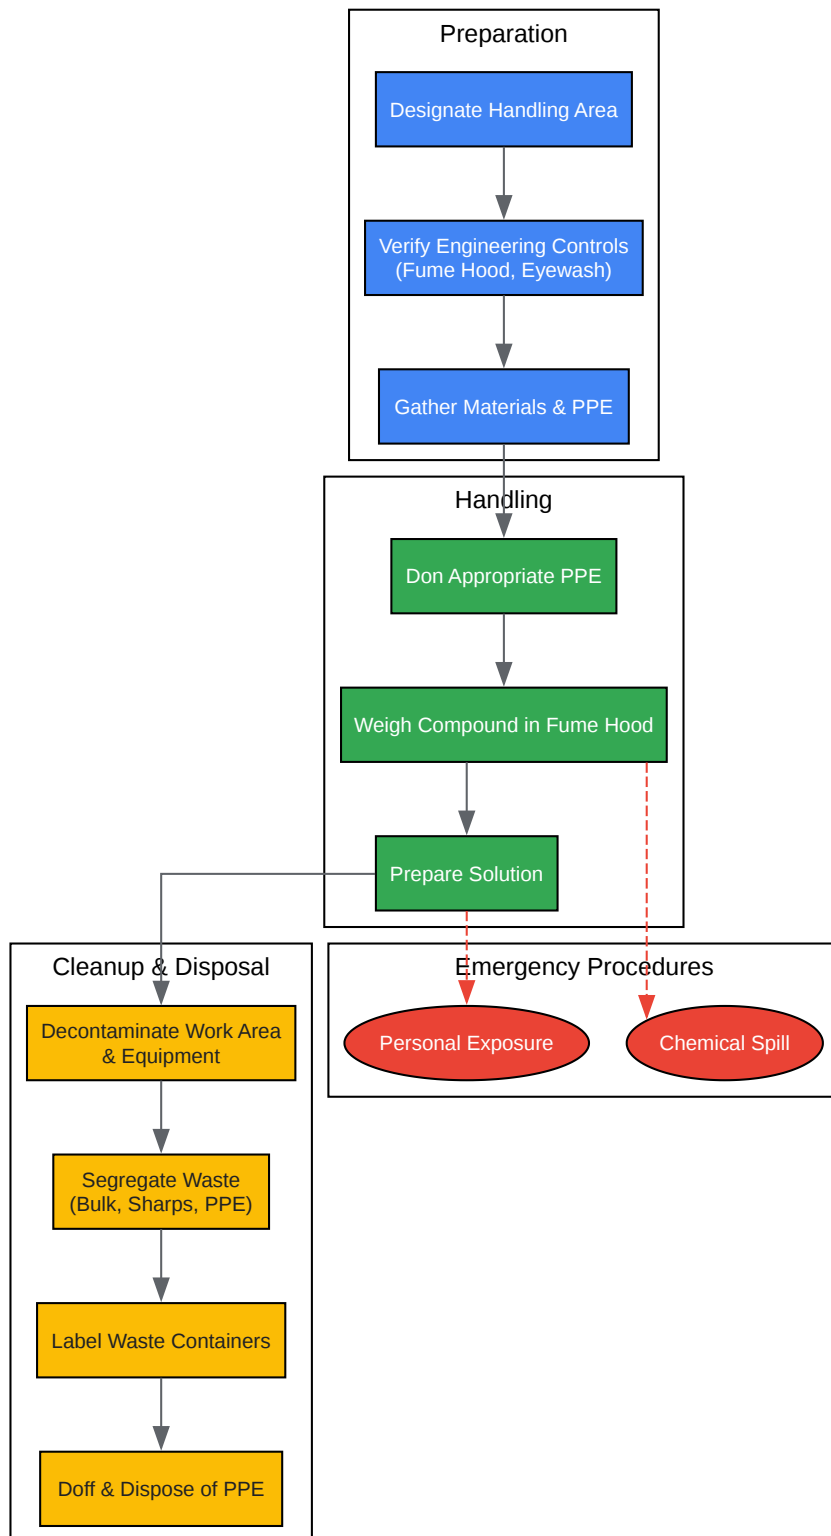 Preparation
Designate Handling Area
Verify Engineering Controls
(Fume Hood, Eyewash)
Gather Materials & PPE
Handling
Don Appropriate PPE
Weigh Compound in Fume Hood
Prepare Solution
Cleanup & Disposal
Decontaminate Work Area
& Equipment
Segregate Waste
(Bulk, Sharps, PPE)
Label Waste Containers
Doff & Dispose of PPE
Emergency Procedures
Personal Exposure
Chemical Spill